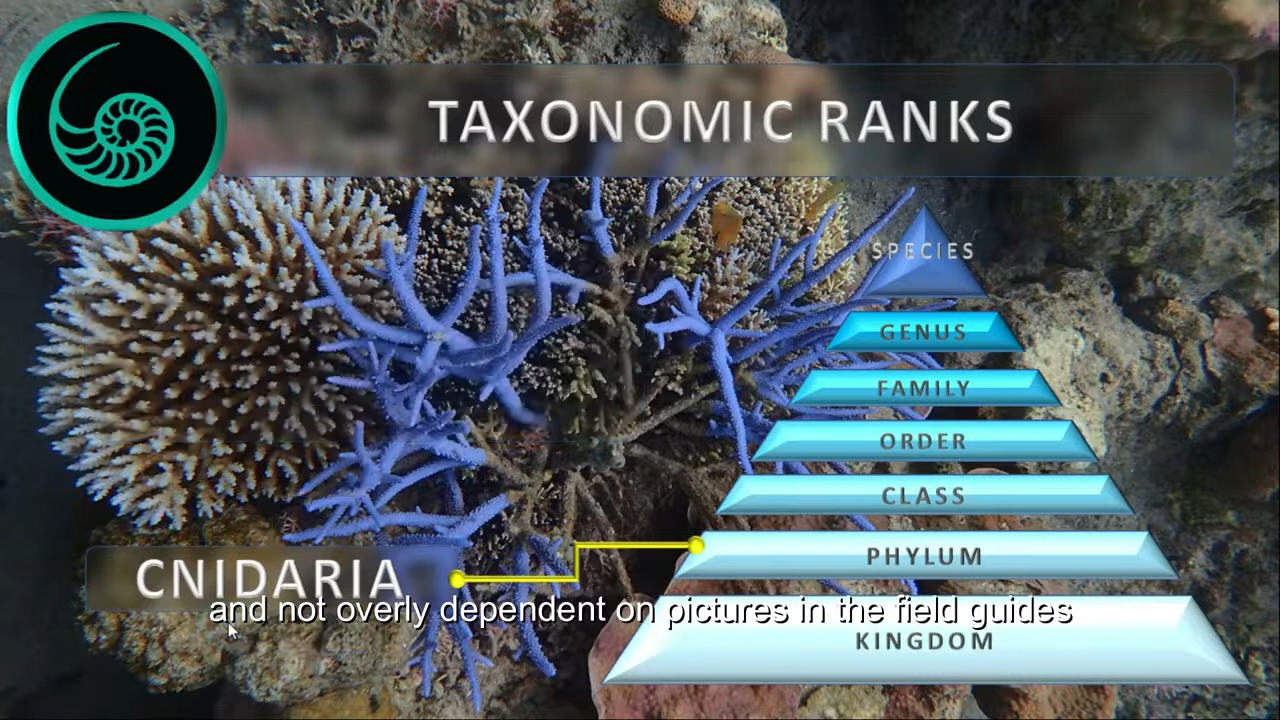 TAXONOMIC RANKS
SPECIES
GENUS
FAMILY
ORDER
CLASS
PHYLUM
CNIDARIA
and not overly dependent on pictures in the field guides
KINGDOM